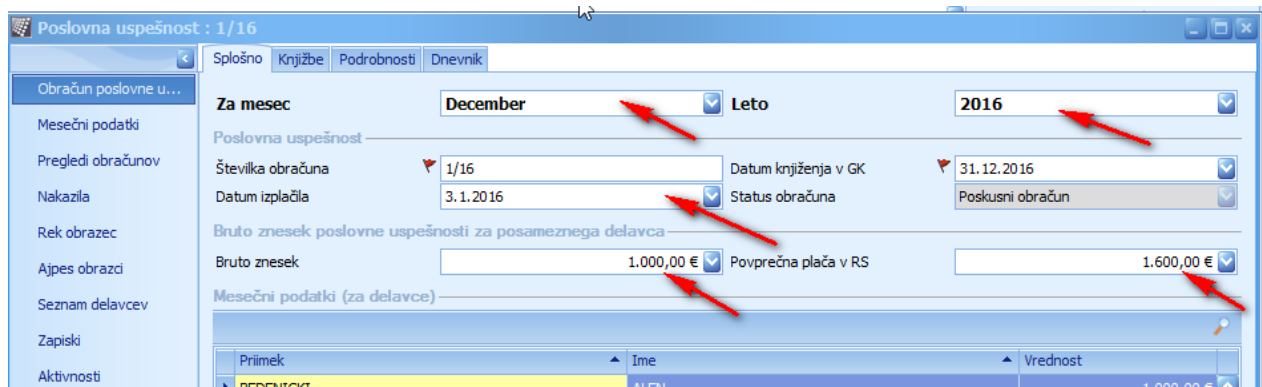 Poslovna uspešnost : 1/16
Splošno Knjižbe Podrobnosti Dnevnik
Obračun poslovne u...
Mesečni podatki
Pregledi obračunov
Nakazila
Rek obrazec
Ajpes obrazci
Seznam delavcev
Zapiski
Aktivnosti
Za mesec December Leto 2016
Poslovna uspešnost
Številka obračuna 1/16 Datum knjiženja v GK 31.12.2016
Datum izplačila 3.1.2016 Status obračuna Poskusni obračun
Bruto znesek poslovne uspešnosti za posameznega delavca
Bruto znesek 1.000,00 € Povprečna plača v RS 1.600,00 €
Mesečni podatki (za delavce)
Priimek Ime Vrednost